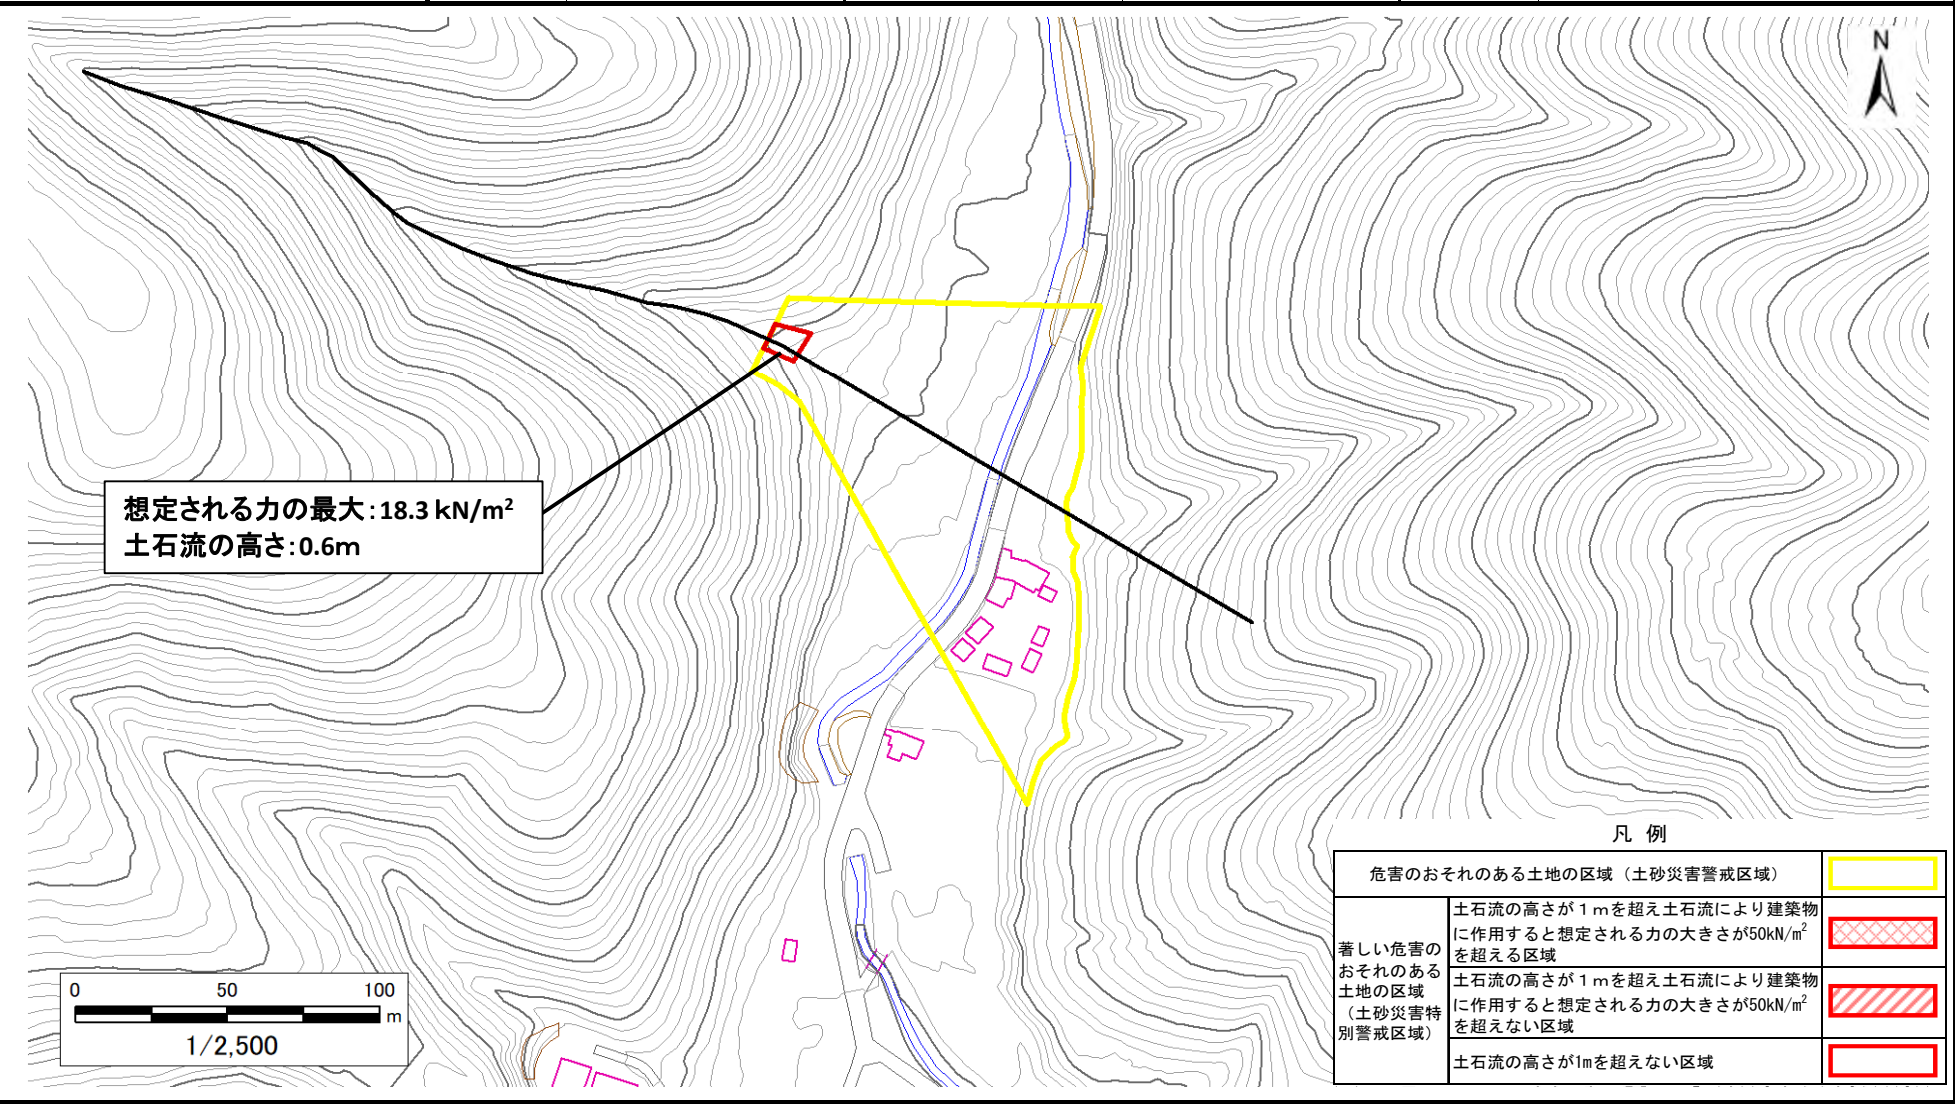 N
想定される力の最大:18.3 kN/m²
土石流の高さ:0.6m
0 50 100
m
1/2,500
凡 例
危害のおそれのある土地の区域（土砂災害警戒区域）
著しい危害の
おそれのある
土地の区域
（土砂災害特
別警戒区域）
土石流の高さが１ｍを超え土石流により建築物
に作用すると想定される力の大きさが50kN/㎡
を超える区域
土石流の高さが１ｍを超え土石流により建築物
に作用すると想定される力の大きさが50kN/㎡
を超えない区域
土石流の高さが1mを超えない区域